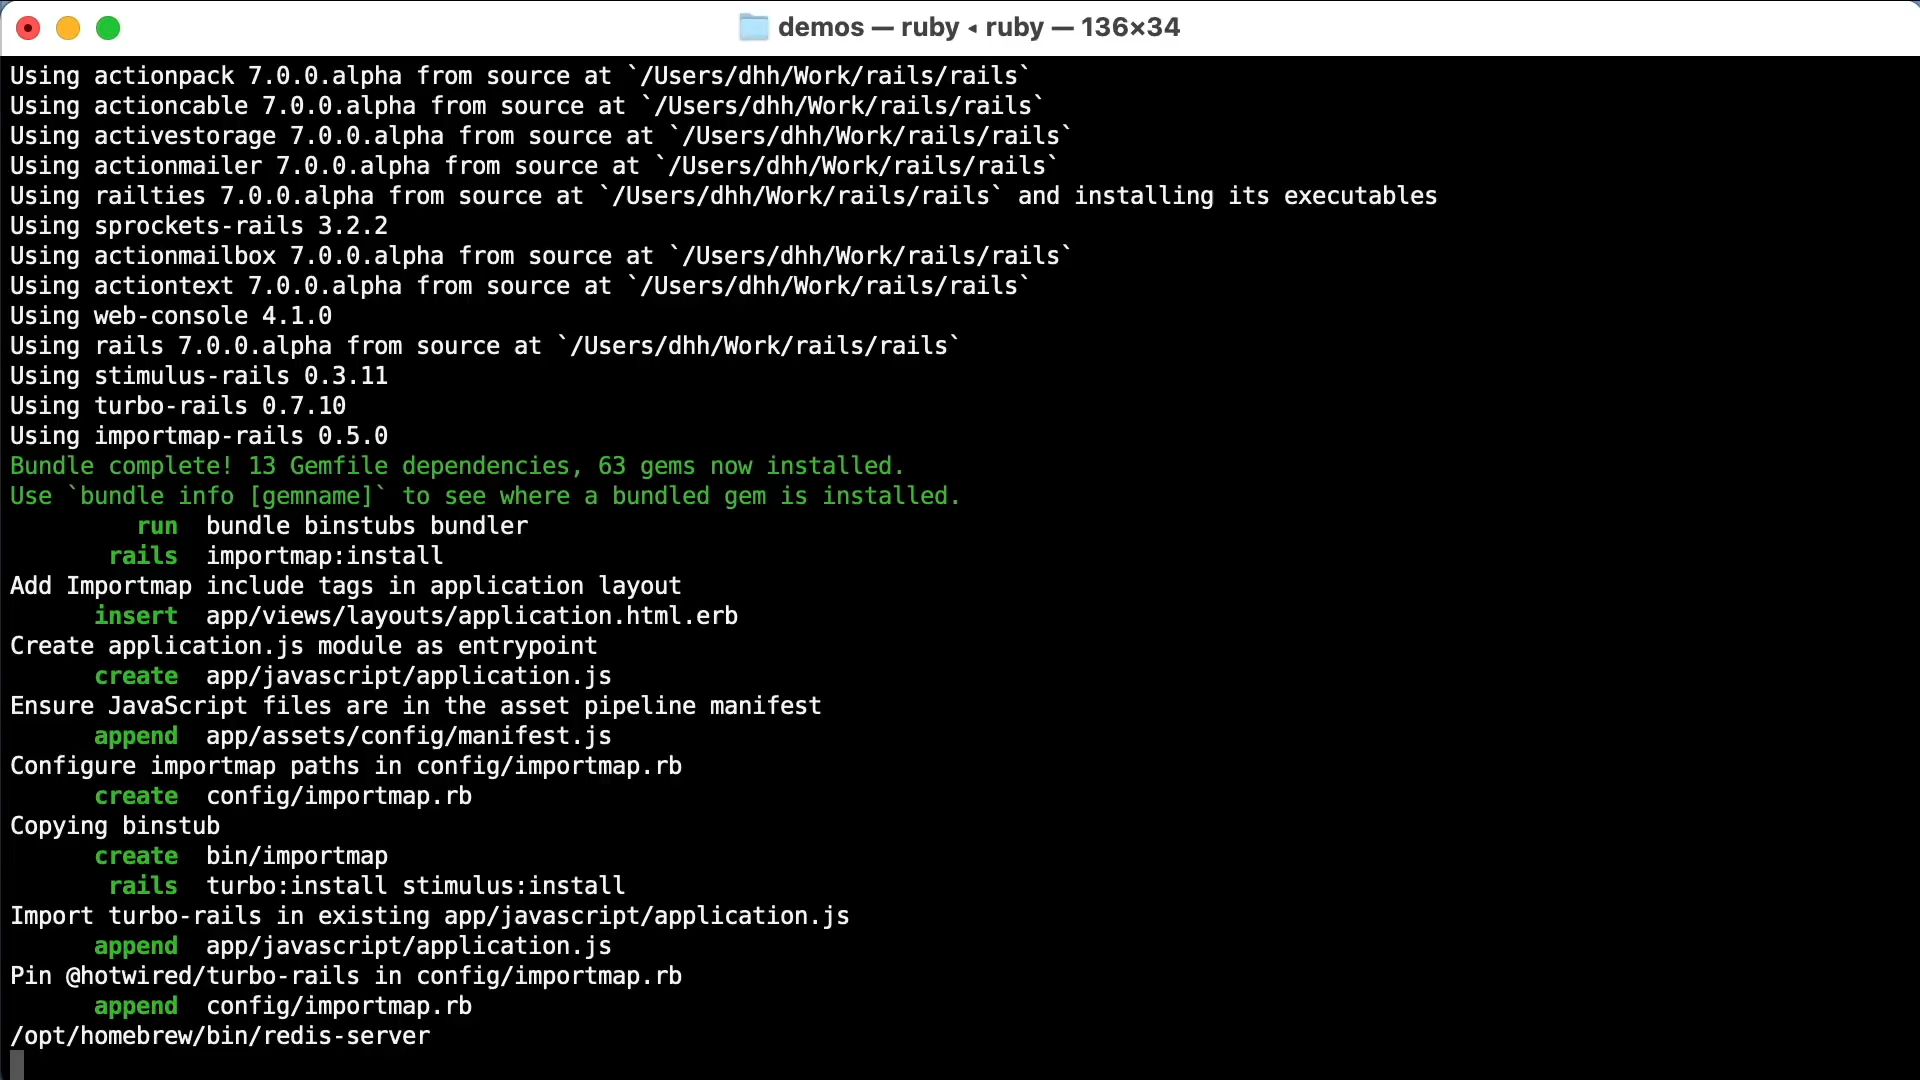 demos — ruby ◂ ruby — 136×34
Using actionpack 7.0.0.alpha from source at `/Users/dhh/Work/rails/rails`
Using actioncable 7.0.0.alpha from source at `/Users/dhh/Work/rails/rails`
Using activestorage 7.0.0.alpha from source at `/Users/dhh/Work/rails/rails`
Using actionmailer 7.0.0.alpha from source at `/Users/dhh/Work/rails/rails`
Using railties 7.0.0.alpha from source at `/Users/dhh/Work/rails/rails` and installing its executables
Using sprockets-rails 3.2.2
Using actionmailbox 7.0.0.alpha from source at `/Users/dhh/Work/rails/rails`
Using actiontext 7.0.0.alpha from source at `/Users/dhh/Work/rails/rails`
Using web-console 4.1.0
Using rails 7.0.0.alpha from source at `/Users/dhh/Work/rails/rails`
Using stimulus-rails 0.3.11
Using turbo-rails 0.7.10
Using importmap-rails 0.5.0
Bundle complete! 13 Gemfile dependencies, 63 gems now installed.
Use `bundle info [gemname]` to see where a bundled gem is installed.
run  bundle binstubs bundler
rails  importmap:install
Add Importmap include tags in application layout
insert  app/views/layouts/application.html.erb
Create application.js module as entrypoint
create  app/javascript/application.js
Ensure JavaScript files are in the asset pipeline manifest
append  app/assets/config/manifest.js
Configure importmap paths in config/importmap.rb
create  config/importmap.rb
Copying binstub
create  bin/importmap
rails  turbo:install stimulus:install
Import turbo-rails in existing app/javascript/application.js
append  app/javascript/application.js
Pin @hotwired/turbo-rails in config/importmap.rb
append  config/importmap.rb
/opt/homebrew/bin/redis-server